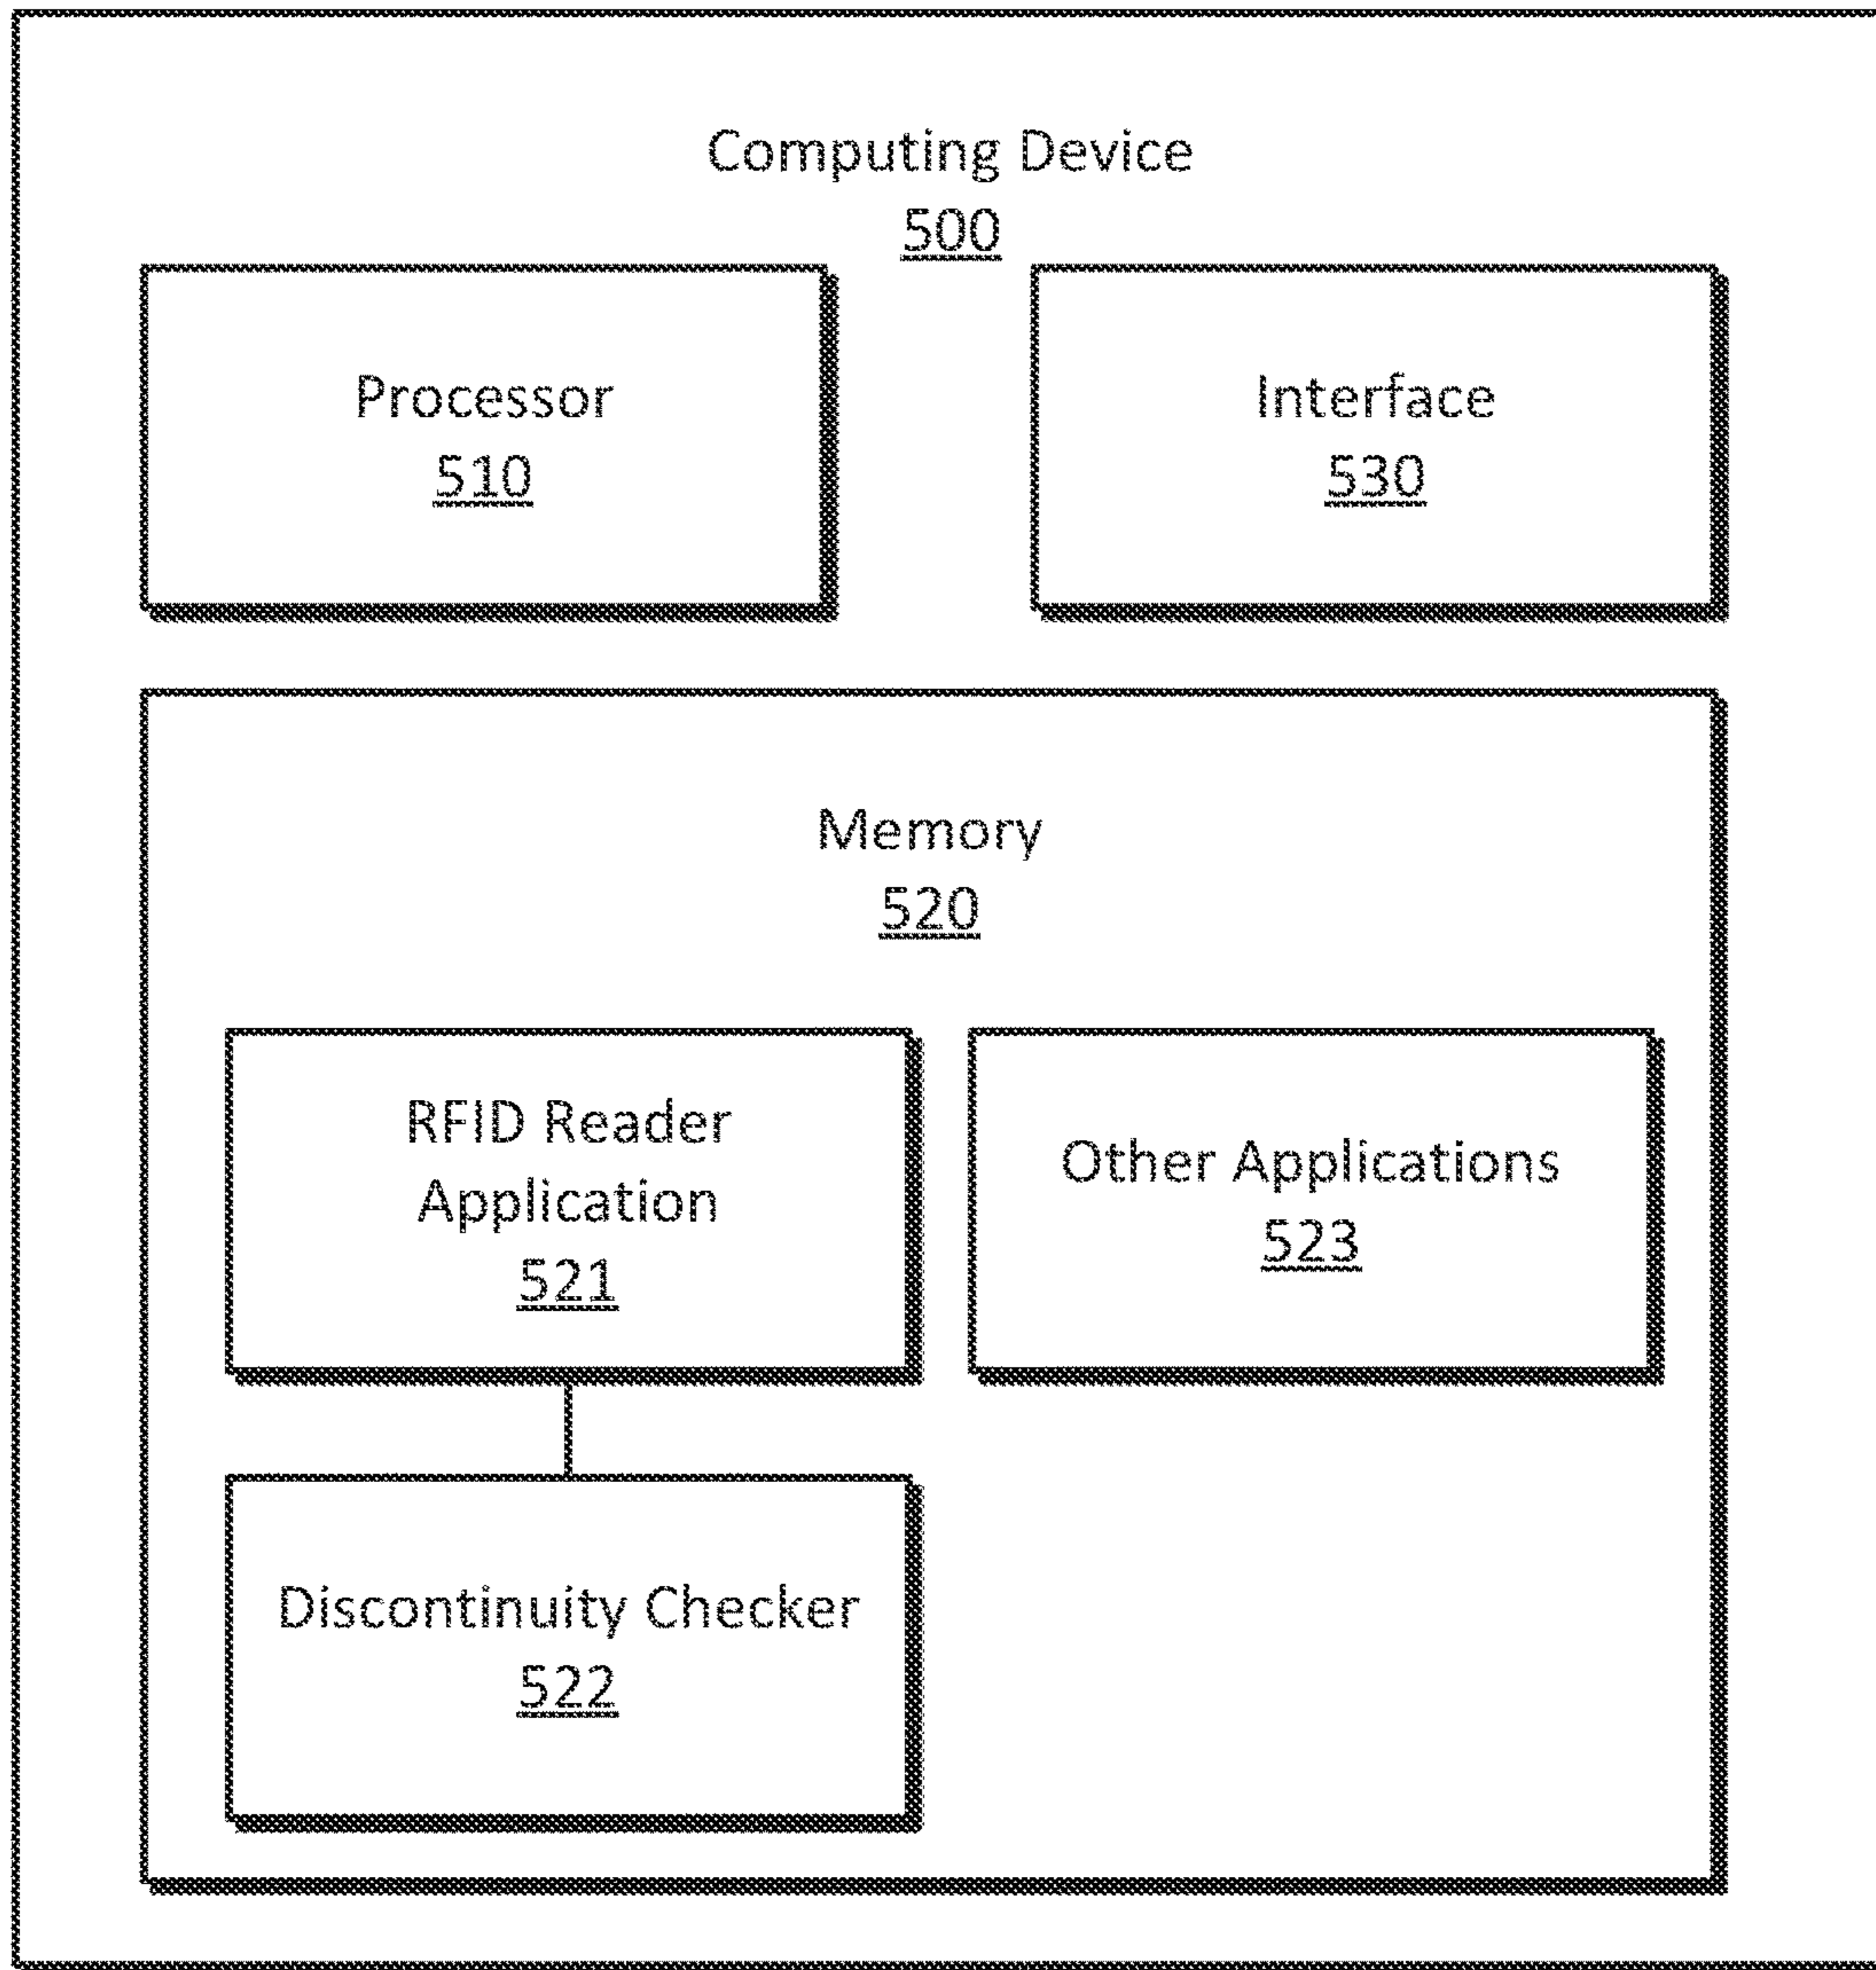 Computing Device
500
Processor
510
Interface
530
Memory
520
RFID Reader
Application
521
Other Applications
523
Discontinuity Checker
522